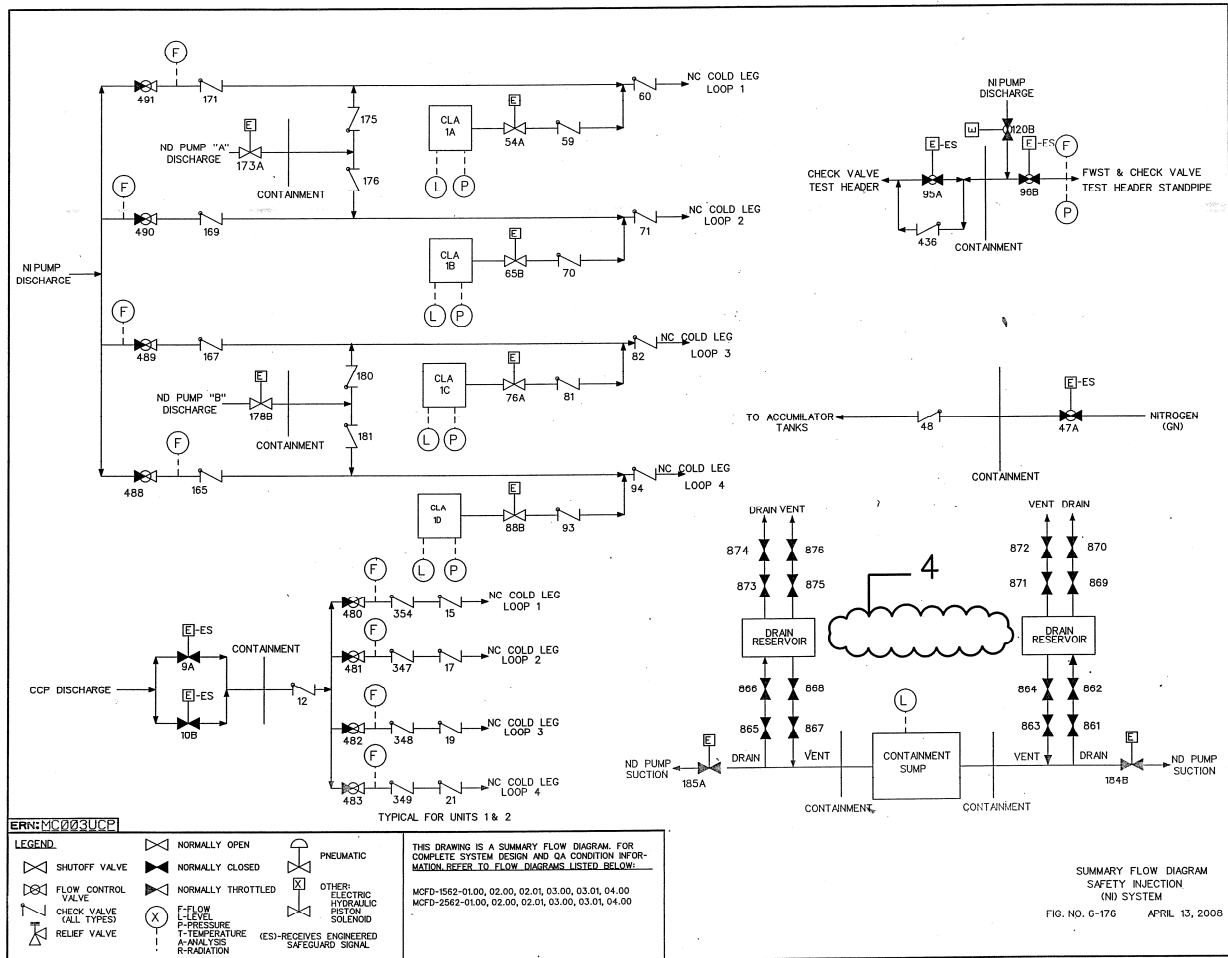 F
491
171
60
NC COLD LEG
LOOP 1
175
CLA
1A
E
54A
59
L
P
ND PUMP "A"
DISCHARGE
E
173A
CONTAINMENT
176
F
490
169
71
NC COLD LEG
LOOP 2
CLA
1B
E
65B
70
L
P
NI PUMP
DISCHARGE
F
489
167
82
NC COLD LEG
LOOP 3
180
CLA
1C
E
76A
81
L
P
ND PUMP "B"
DISCHARGE
E
178B
CONTAINMENT
181
F
488
165
94
NC COLD LEG
LOOP 4
CLA
1D
E
88B
93
L
P
NI PUMP
DISCHARGE
E
120B
E-ES
95A
E-ES
96B
F
P
CHECK VALVE
TEST HEADER
FWST & CHECK VALVE
TEST HEADER STANDPIPE
436
CONTAINMENT
TO ACCUMILATOR
TANKS
48
E-ES
47A
NITROGEN
(GN)
CONTAINMENT
CCP DISCHARGE
E-ES
9A
E-ES
10B
CONTAINMENT
12
F
480
354
15
NC COLD LEG
LOOP 1
F
481
347
17
NC COLD LEG
LOOP 2
F
482
348
19
NC COLD LEG
LOOP 3
F
483
349
21
NC COLD LEG
LOOP 4
TYPICAL FOR UNITS 1 & 2
DRAIN VENT
874
876
873
875
DRAIN
RESERVOIR
866
868
865
867
DRAIN
VENT
4
VENT DRAIN
872
870
871
869
DRAIN
RESERVOIR
864
862
863
861
VENT
DRAIN
L
CONTAINMENT
SUMP
CONTAINMENT
CONTAINMENT
ND PUMP
SUCTION
E
185A
E
184B
ND PUMP
SUCTION
ERN: MC003UCP
LEGEND
SHUTOFF VALVE
FLOW CONTROL
VALVE
CHECK VALVE
(ALL TYPES)
RELIEF VALVE
NORMALLY OPEN
NORMALLY CLOSED
NORMALLY THROTTLED
X
F-FLOW
L-LEVEL
P-PRESSURE
T-TEMPERATURE
A-ANALYSIS
R-RADIATION
PNEUMATIC
X
OTHER:
ELECTRIC
HYDRAULIC
PISTON
SOLENOID
(ES)-RECEIVES ENGINEERED
SAFEGUARD SIGNAL
THIS DRAWING IS A SUMMARY FLOW DIAGRAM. FOR
COMPLETE SYSTEM DESIGN AND QA CONDITION INFOR-
MATION, REFER TO FLOW DIAGRAMS LISTED BELOW:
MCFD-1562-01.00, 02.00, 02.01, 03.00, 03.01, 04.00
MCFD-2562-01.00, 02.00, 02.01, 03.00, 03.01, 04.00
SUMMARY FLOW DIAGRAM
SAFETY INJECTION
(NI) SYSTEM
FIG. NO. G-17G APRIL 13, 2008